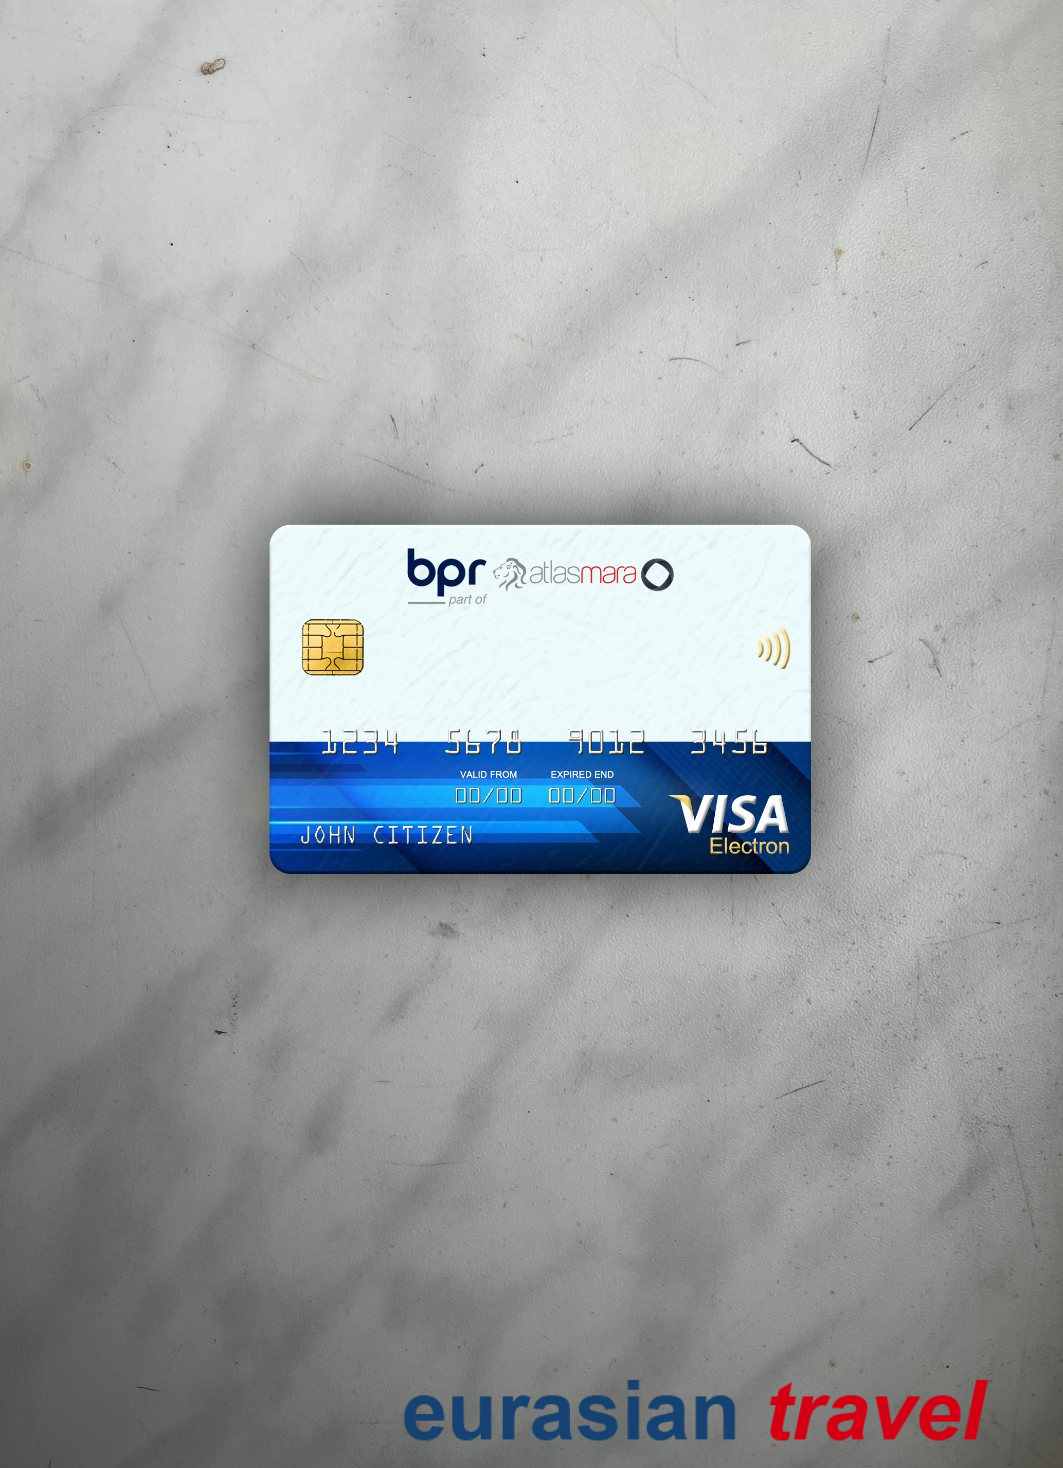 bpr atlasmara
part of
1234 5678 9012 3456
VALID FROM EXPIRED END
00/00 00/00
JOHN CITIZEN
VISA
Electron
eurasian travel